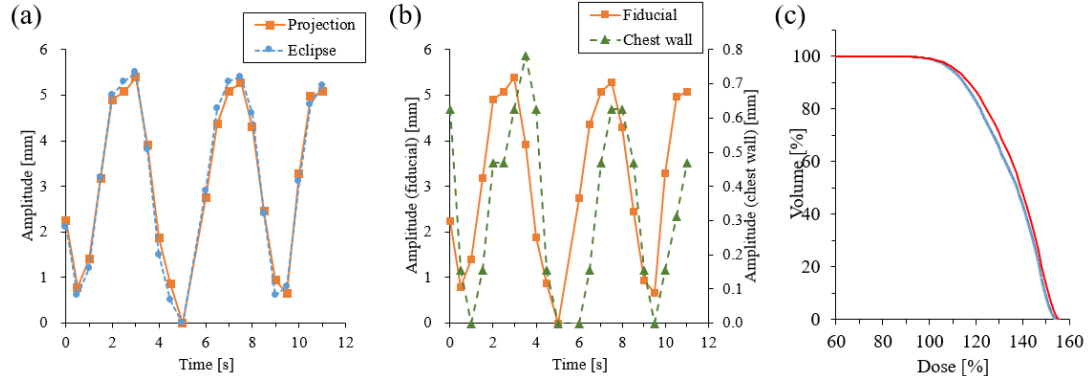 (a)
Projection
Eclipse
Amplitude [mm]
6
5
4
3
2
1
0
0 2 4 6 8 10 12
Time [s]
(b)
Fiducial
Chest wall
Amplitude (fiducial) [mm]
6
5
4
3
2
1
0
0.8
0.7
0.6
0.5
0.4
0.3
0.2
0.1
0.0
Amplitude (chest wall) [mm]
0 2 4 6 8 10 12
Time [s]
(c)
Volume [%]
100
80
60
40
20
0
60 80 100 120 140 160
Dose [%]